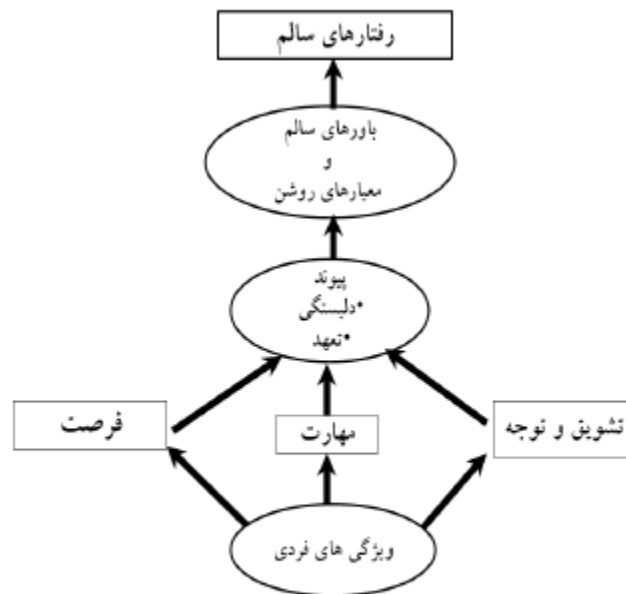 رفتارهای سالم
باورهای سالم
و
معیارهای روشن
پیوند
•دلبستگی
•تعهد
تشویق و توجه
مهارت
فرصت
ویژگی های فردی